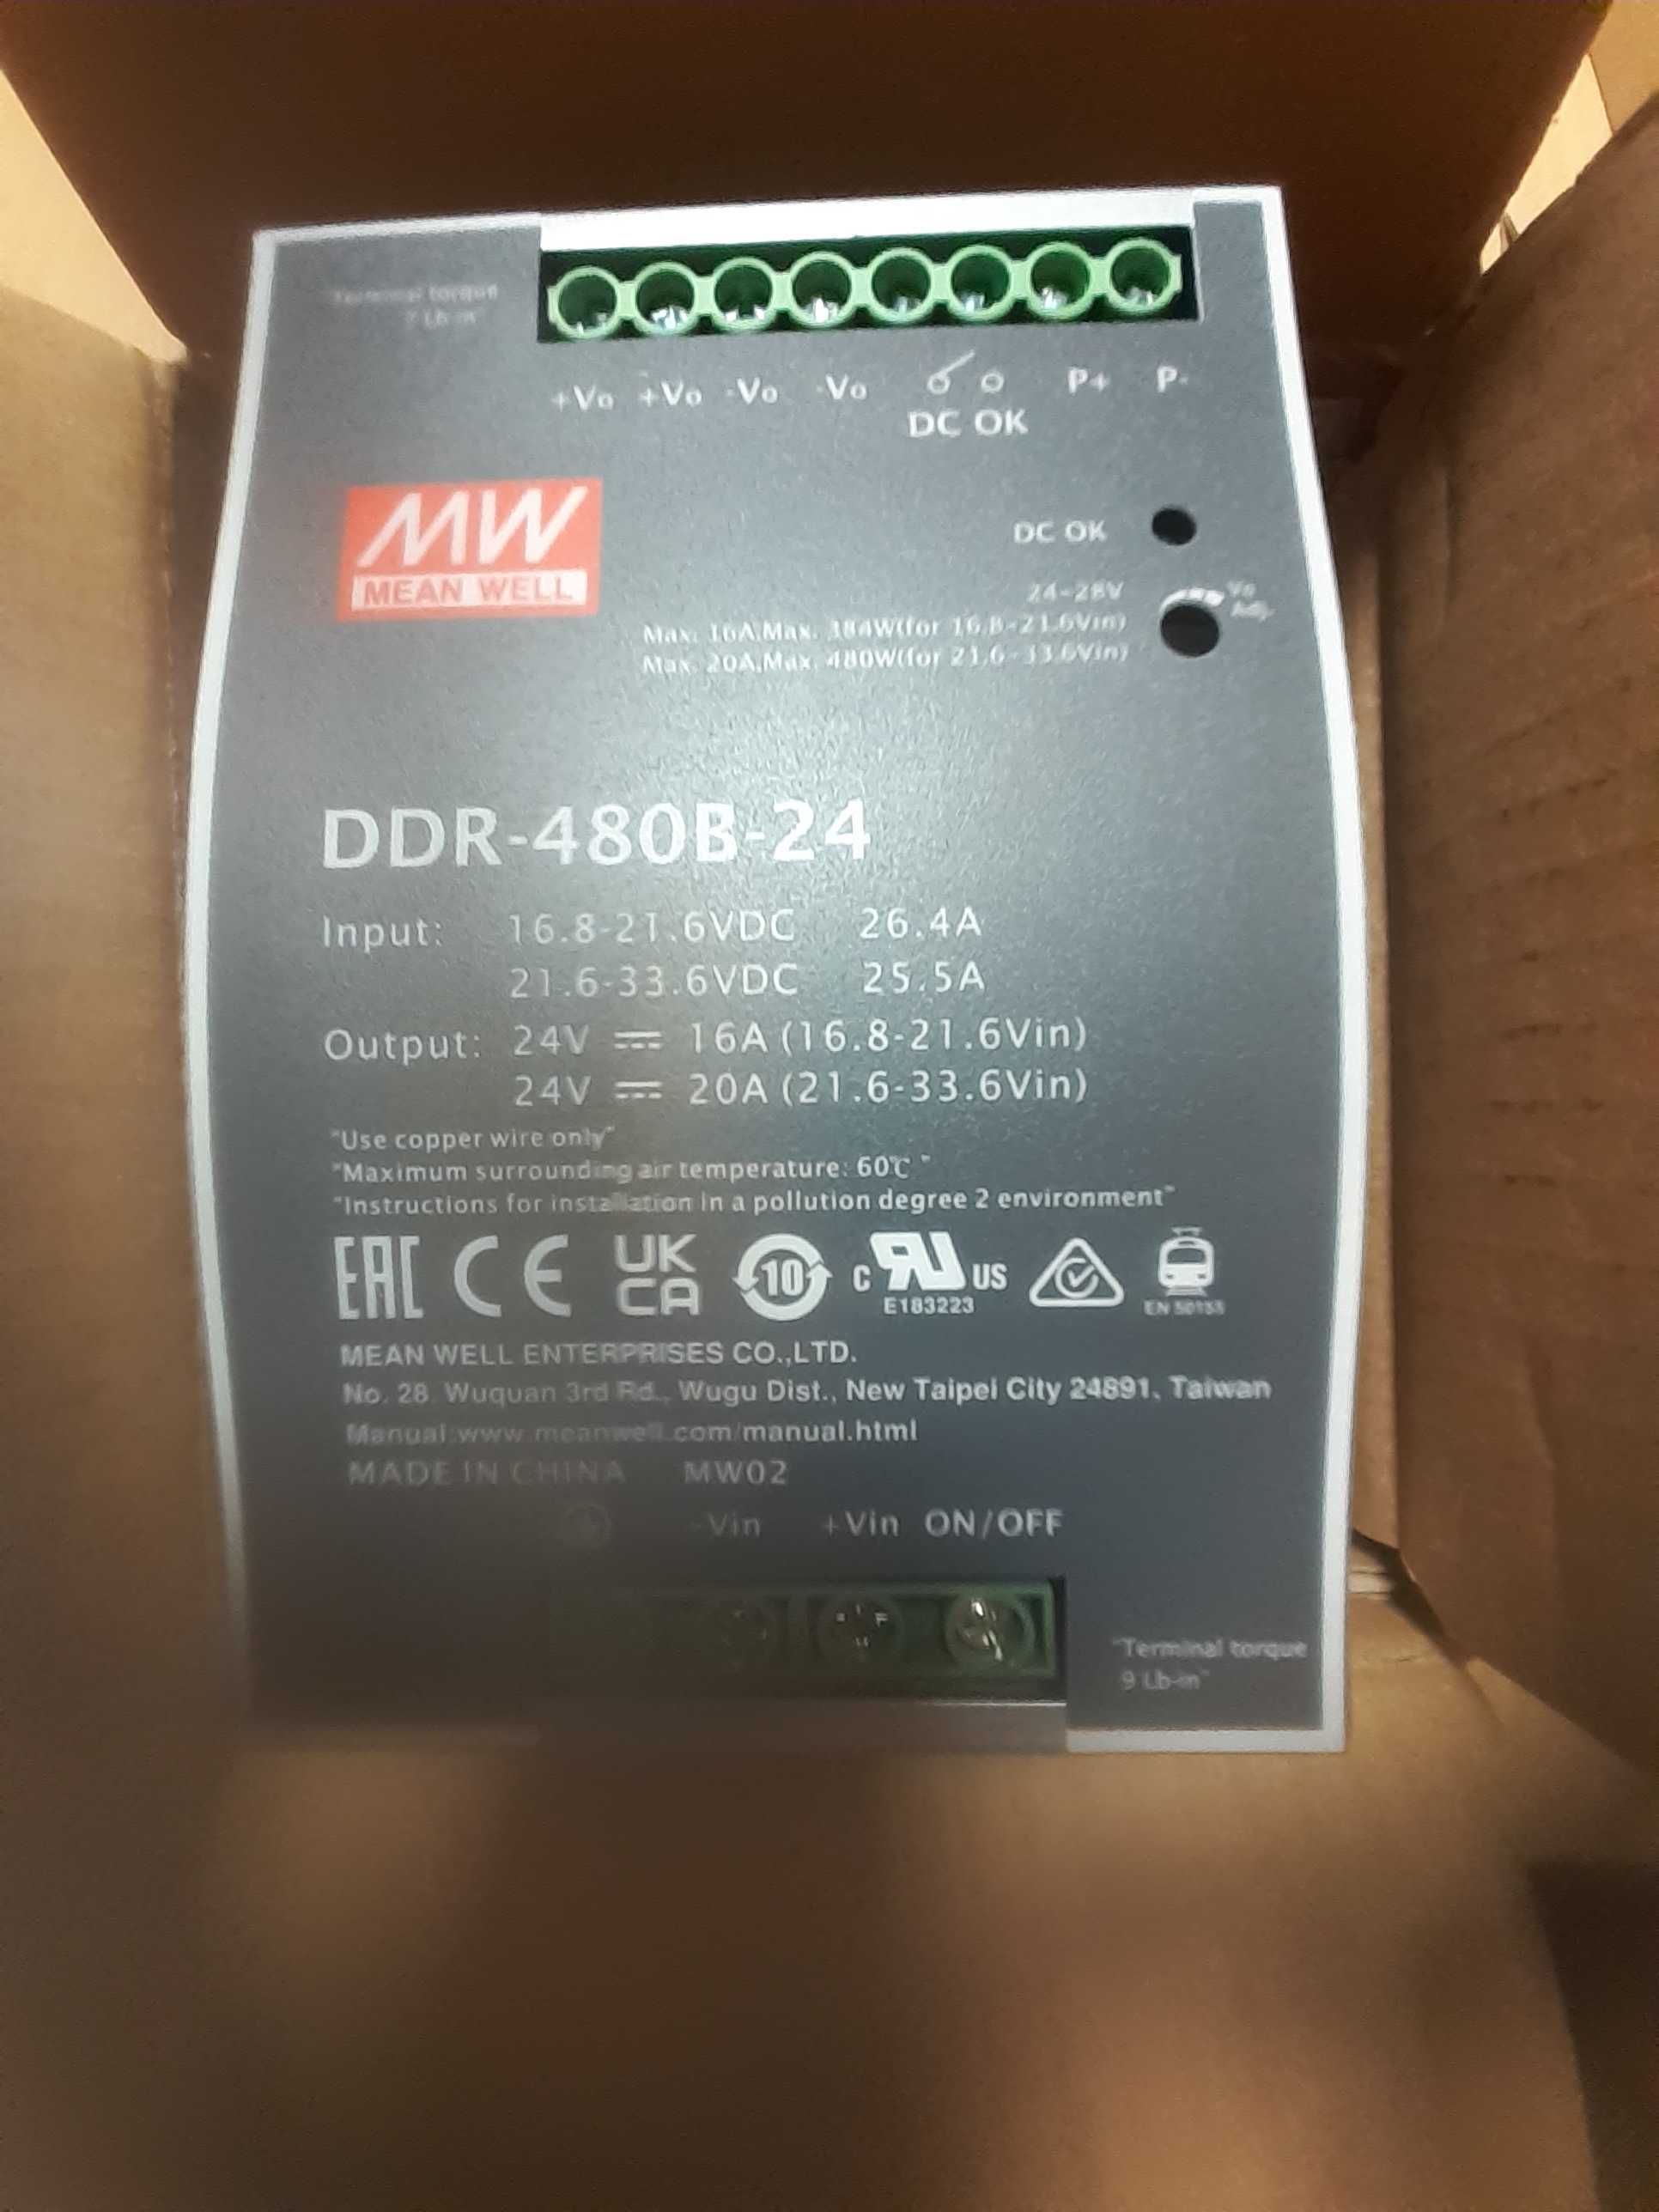 "Terminal torque
7 Lb-in"
+Vo +Vo -Vo -Vo P+ P-
DC OK
MW
MEAN WELL
DC OK
24-28V
Vo
Adj.
Max. 16A,Max. 384W(for 16.8-21.6Vin)
Max. 20A,Max. 480W(for 21.6-33.6Vin)
DDR-480B-24
Input: 16.8-21.6VDC 26.4A
21.6-33.6VDC 25.5A
Output: 24V 16A (16.8-21.6Vin)
24V 20A (21.6-33.6Vin)
"Use copper wire only"
"Maximum surrounding air temperature: 60℃"
"Instructions for installation in a pollution degree 2 environment"
EAC CE UK CA 10 c RU US
E183223
EN 50155
MEAN WELL ENTERPRISES CO.,LTD.
No. 28, Wuquan 3rd Rd., Wugu Dist., New Taipei City 24891, Taiwan
Manual:www.meanwell.com/manual.html
MADE IN CHINA MW02
-Vin +Vin ON/OFF
"Terminal torque
9 Lb-in"